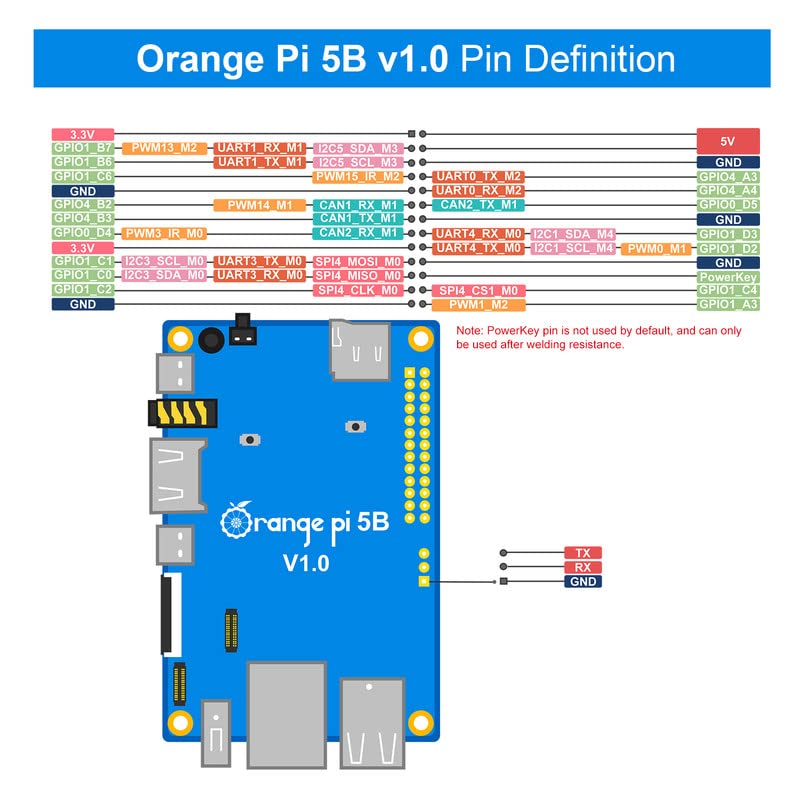 Orange Pi 5B v1.0 Pin Definition
3.3V 5V
GPIO1_B7 PWM13_M2 UART1_RX_M1 I2C5_SDA_M3
GPIO1_B6 UART1_TX_M1 I2C5_SCL_M3 GND
GPIO1_C6 PWM15_IR_M2 UART0_TX_M2 GPIO4_A3
GND UART0_RX_M2 GPIO4_A4
GPIO4_B2 PWM14_M1 CAN1_RX_M1 CAN2_TX_M1 GPIO0_D5
GPIO4_B3 CAN1_TX_M1 GND
GPIO0_D4 PWM3_IR_M0 CAN2_RX_M1 UART4_RX_M0 I2C1_SDA_M4 GPIO1_D3
3.3V UART4_TX_M0 I2C1_SCL_M4 PWM0_M1 GPIO1_D2
GPIO1_C1 I2C3_SCL_M0 UART3_TX_M0 SPI4_MOSI_M0 GND
GPIO1_C0 I2C3_SDA_M0 UART3_RX_M0 SPI4_MISO_M0 PowerKey
GPIO1_C2 SPI4_CLK_M0 SPI4_CS1_M0 GPIO1_C4
GND PWM1_M2 GPIO1_A3
Note: PowerKey pin is not used by default, and can only
be used after welding resistance.
Orange pi 5B
V1.0
TX
RX
GND